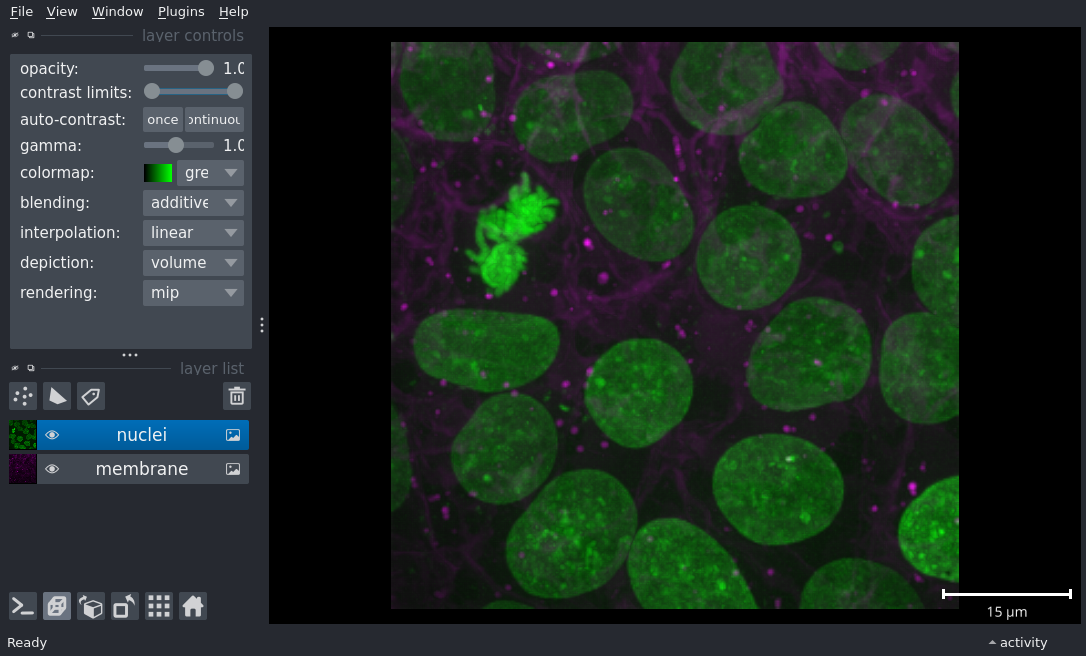 File View Window Plugins Help
layer controls
opacity: 1.0
contrast limits:
auto-contrast: once ontinuou
gamma: 1.0
colormap: gre
blending: additive
interpolation: linear
depiction: volume
rendering: mip
layer list
nuclei
membrane
15 µm
Ready
activity